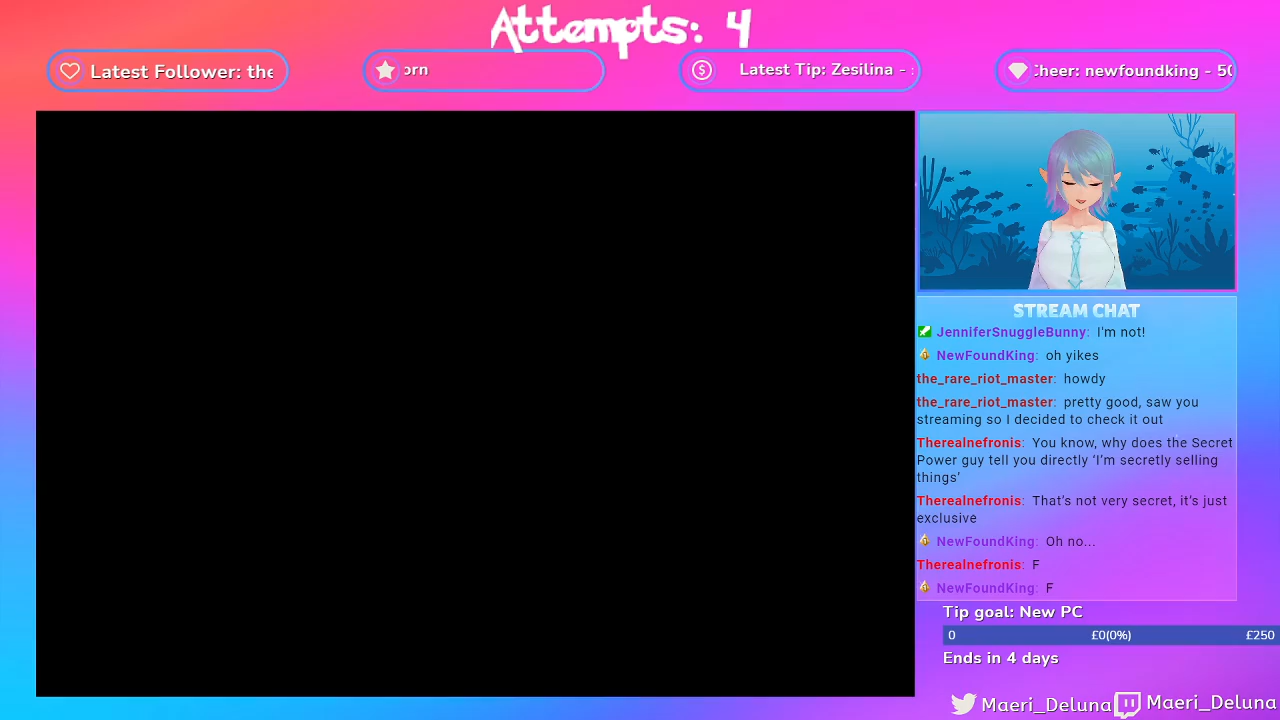 Attempts: 4
Latest Follower: the
orn
Latest Tip: Zesilina -
Cheer: newfoundking - 50
STREAM CHAT
JenniferSnuggleBunny: I'm not!
NewFoundKing: oh yikes
the_rare_riot_master: howdy
the_rare_riot_master: pretty good, saw you
streaming so I decided to check it out
Therealnefronis: You know, why does the Secret
Power guy tell you directly ‘I’m secretly selling
things’
Therealnefronis: That’s not very secret, it’s just
exclusive
NewFoundKing: Oh no...
Therealnefronis: F
NewFoundKing: F
Tip goal: New PC
0 £0(0%) £250
Ends in 4 days
Maeri_Deluna Maeri_Deluna